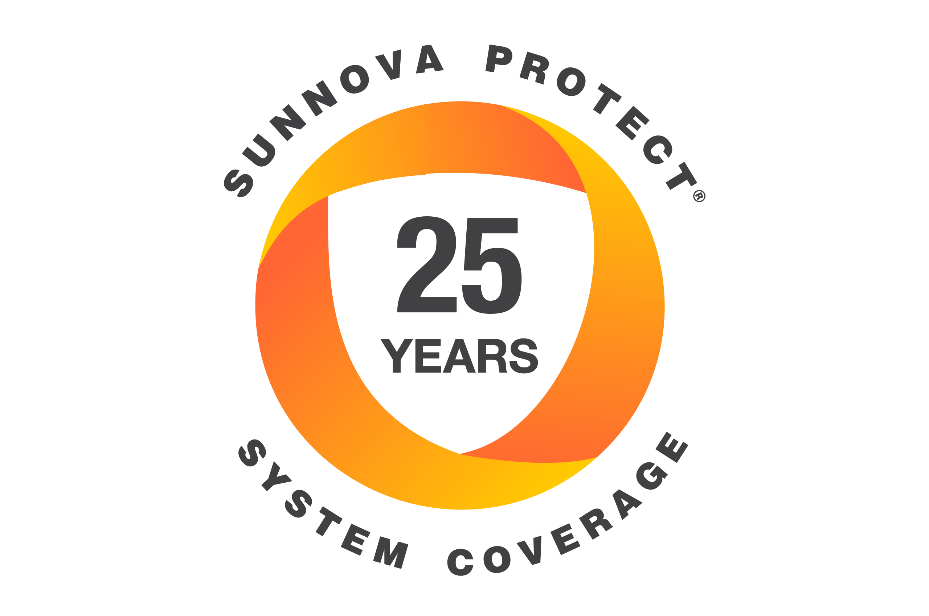 SUNNOVA PROTECT®
25
YEARS
SYSTEM COVERAGE